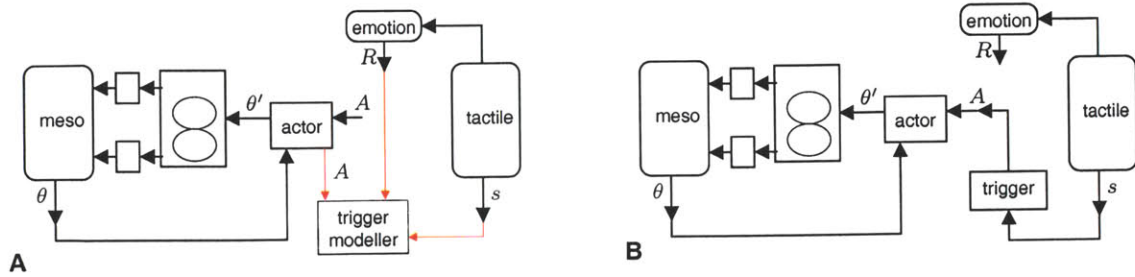 emotion
R
meso
θ′
A
actor
tactile
θ
A
s
trigger
modeller
A
emotion
R
meso
θ′
A
actor
tactile
θ
trigger
s
B